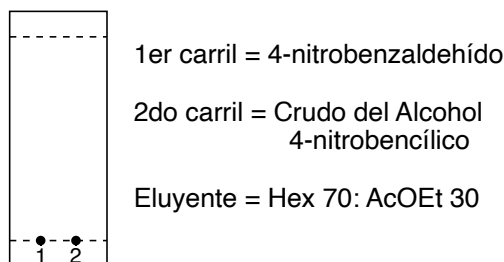 1er carril = 4-nitrobenzaldehído
2do carril = Crudo del Alcohol
4-nitrobencílico
Eluyente = Hex 70: AcOEt 30
1 2